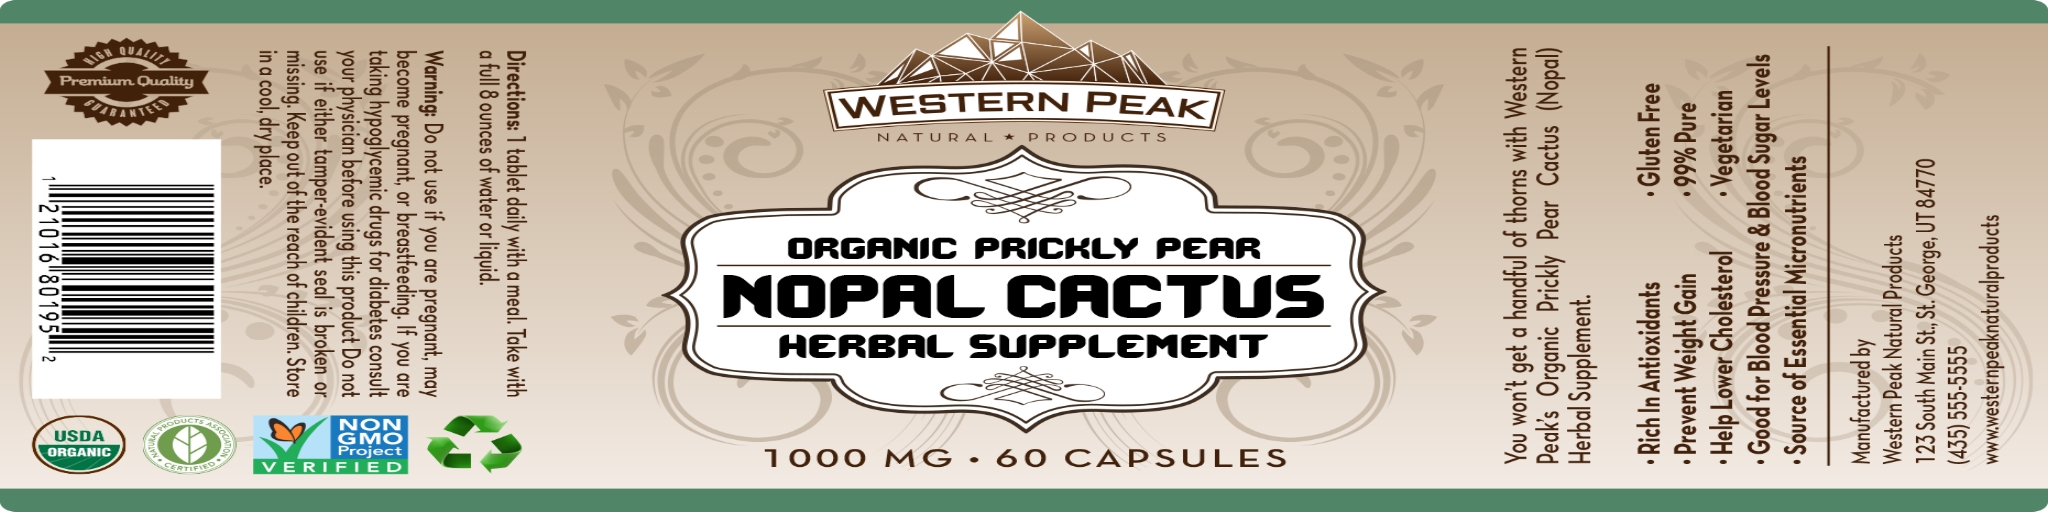 HIGH QUALITY
Premium Quality
GUARANTEED
1 21016 80195 2
USDA
ORGANIC
NATURAL PRODUCTS ASSOCIATION
CERTIFIED
NON
GMO
Project
VERIFIED
Directions: 1 tablet daily with a meal. Take with
a full 8 ounces of water or liquid.
Warning: Do not use if you are pregnant, may
become pregnant, or breastfeeding. If you are
taking hypoglycemic drugs for diabetes consult
your physician before using this product Do not
use if either tamper-evident seal is broken or
missing. Keep out of the reach of children. Store
in a cool, dry place.
WESTERN PEAK
NATURAL ★ PRODUCTS
ORGANIC PRICKLY PEAR
NOPAL CACTUS
HERBAL SUPPLEMENT
1000 MG • 60 CAPSULES
You won't get a handful of thorns with Western
Peak's Organic Prickly Pear Cactus (Nopal)
Herbal Supplement.
• Rich In Antioxidants • Gluten Free
• Prevent Weight Gain • 99% Pure
• Help Lower Cholesterol • Vegetarian
• Good for Blood Pressure & Blood Sugar Levels
• Source of Essential Micronutrients
Manufactured by
Western Peak Natural Products
123 South Main St., St. George, UT 84770
(435) 555-5555
www.westernpeaknaturalproducts